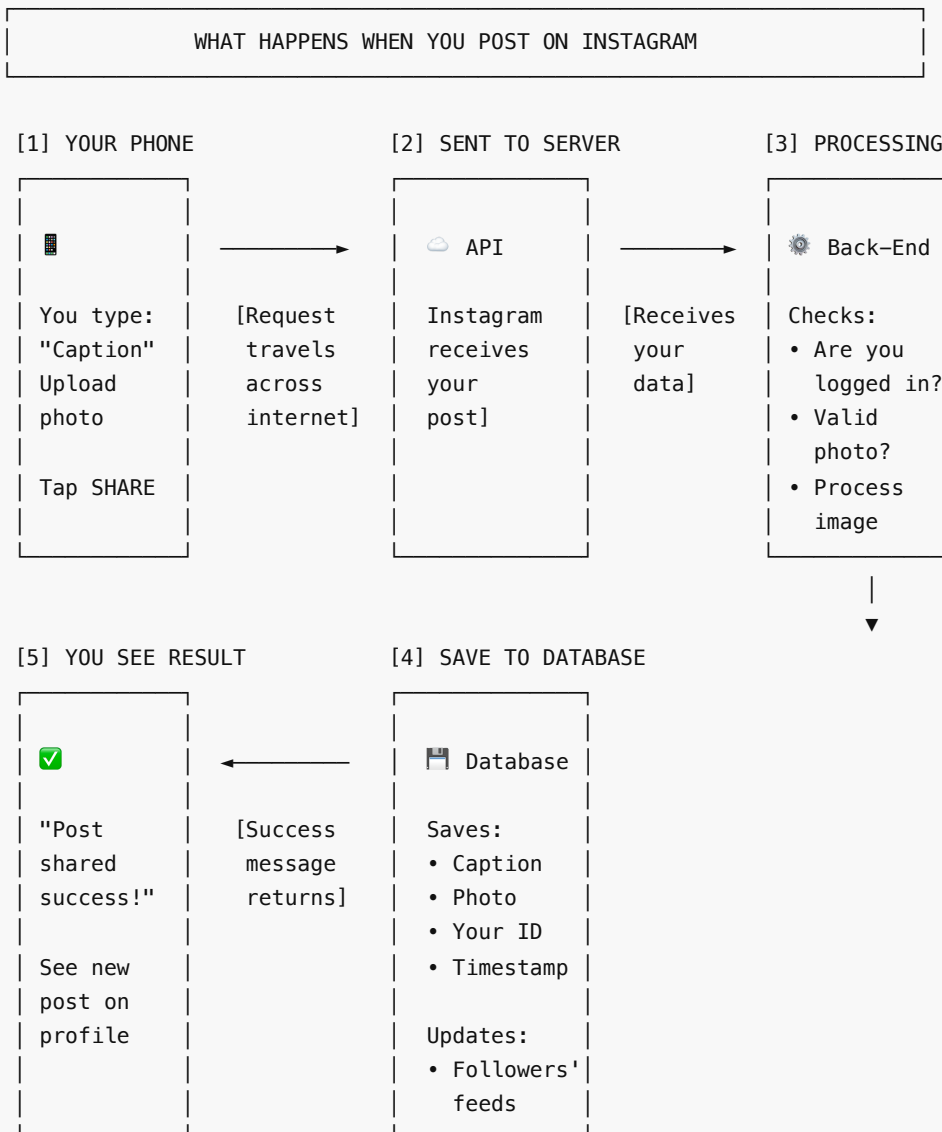 WHAT HAPPENS WHEN YOU POST ON INSTAGRAM
[1] YOUR PHONE
You type:
"Caption"
Upload
photo
Tap SHARE
[Request
travels
across
internet]
[2] SENT TO SERVER
API
Instagram
receives
your
post]
[Receives
your
data]
[3] PROCESSING
Back-End
Checks:
• Are you
logged in?
• Valid
photo?
• Process
image
[4] SAVE TO DATABASE
Database
Saves:
• Caption
• Photo
• Your ID
• Timestamp
Updates:
• Followers'
feeds
[Success
message
returns]
[5] YOU SEE RESULT
"Post
shared
success!"
See new
post on
profile